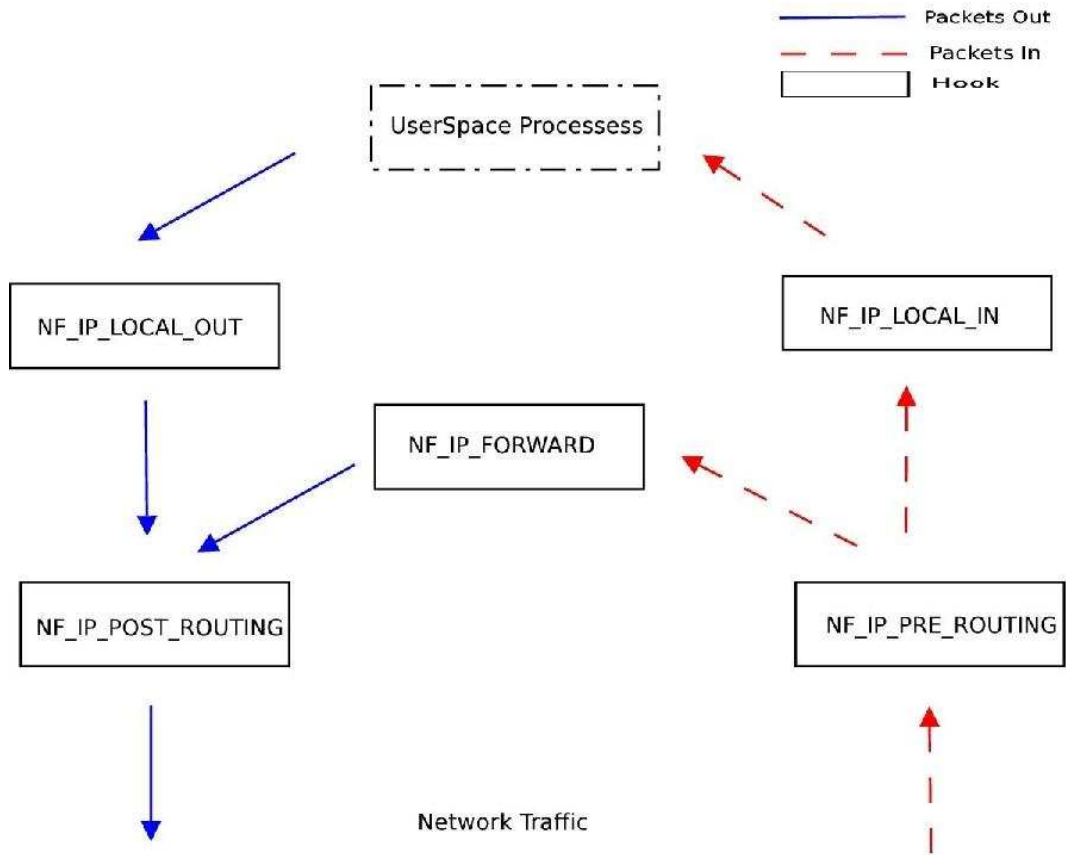 Packets Out
Packets In
Hook
UserSpace Processess
NF_IP_LOCAL_OUT
NF_IP_LOCAL_IN
NF_IP_FORWARD
NF_IP_POST_ROUTING
NF_IP_PRE_ROUTING
Network Traffic